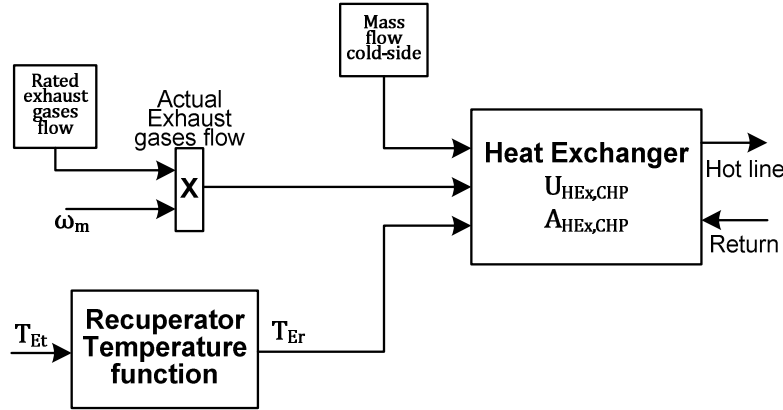 Mass
flow
cold-side
Rated
exhaust
gases
flow
Actual
Exhaust
gases flow
X
ωm
Heat Exchanger
UHEx,CHP
AHEx,CHP
Hot line
Return
TEt
Recuperator
Temperature
function
TEr